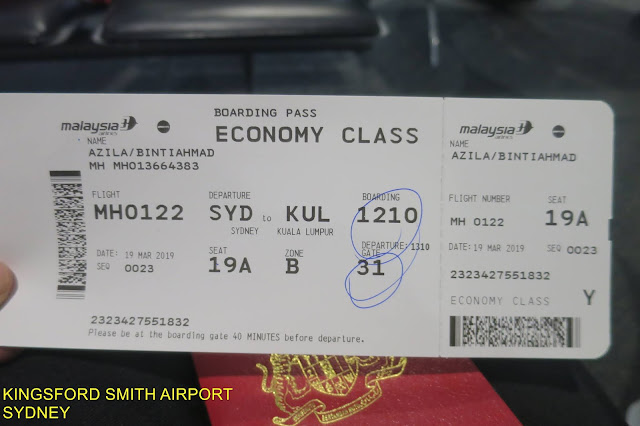 BOARDING PASS
ECONOMY CLASS
malaysia
airlines
NAME
AZILA/BINTIAHMAD
MH MH013664383
FLIGHT DEPARTURE BOARDING
MH0122 SYD to KUL 1210
SYDNEY KUALA LUMPUR
DEPARTURE: 1310
DATE: 19 MAR 2019 SEAT ZONE GATE
SEQ 0023 19A B 31
2323427551832
Please be at the boarding gate 40 MINUTES before departure.
malaysia
airlines
NAME
AZILA/BINTIAHMAD
FLIGHT NUMBER SEAT
MH 0122 19A
DATE: 19 MAR 2019 SEQ 0023
2323427551832
ECONOMY CLASS Y
KINGSFORD SMITH AIRPORT
SYDNEY